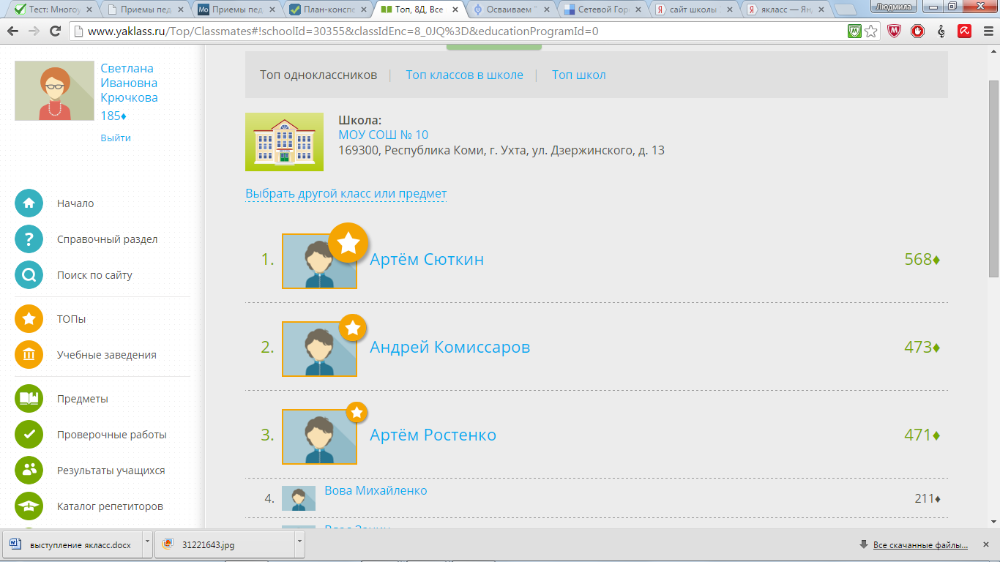 Тест: Многоу
Приемы пед
Mo Приемы пед
План-конспе
Топ, 8Д, Все
Осваиваем
Сетевой Гор
Я сайт школы
Я якласс — Ян
Людмила
www.yaklass.ru/Top/Classmates#!schoolId=30355&classIdEnc=8_0JQ%3D&educationProgramId=0
Светлана
Ивановна
Крючкова
185♦
Выйти
Начало
Справочный раздел
Поиск по сайту
ТОПы
Учебные заведения
Предметы
Проверочные работы
Результаты учащихся
Каталог репетиторов
Топ одноклассников | Топ классов в школе | Топ школ
Школа:
МОУ СОШ № 10
169300, Республика Коми, г. Ухта, ул. Дзержинского, д. 13
Выбрать другой класс или предмет
1. Артём Сюткин 568♦
2. Андрей Комиссаров 473♦
3. Артём Ростенко 471♦
4. Вова Михайленко 211♦
выступление якласс.docx
31221643.jpg
Все скачанные файлы...